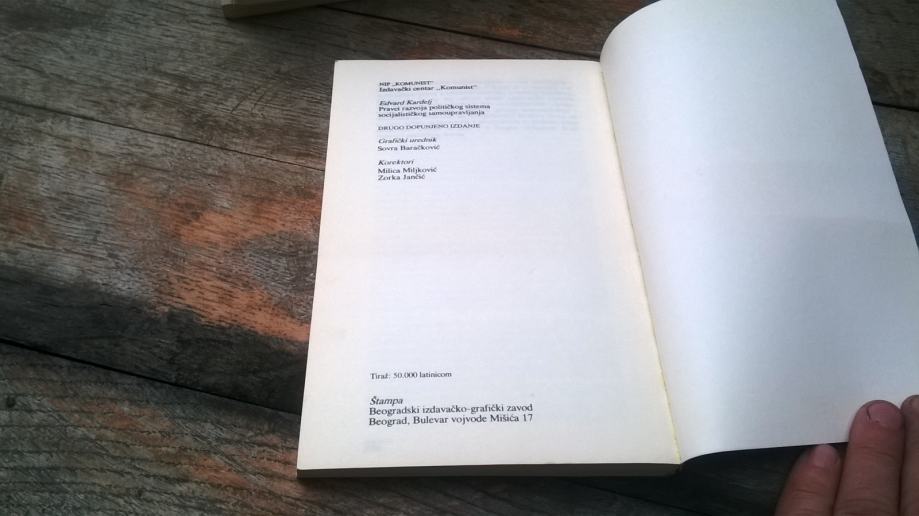 NIP „KOMUNIST"
Izdavački centar „Komunist"
Edvard Kardelj
Pravci razvoja političkog sistema
socijalističkog samoupravljanja
DRUGO DOPUNJENO IZDANJE
Grafički urednik
Sovra Baračković
Korektori
Milica Miljković
Zorka Jančić
Tiraž: 50.000 latinicom
Štampa
Beogradski izdavačko-grafički zavod
Beograd, Bulevar vojvode Mišića 17